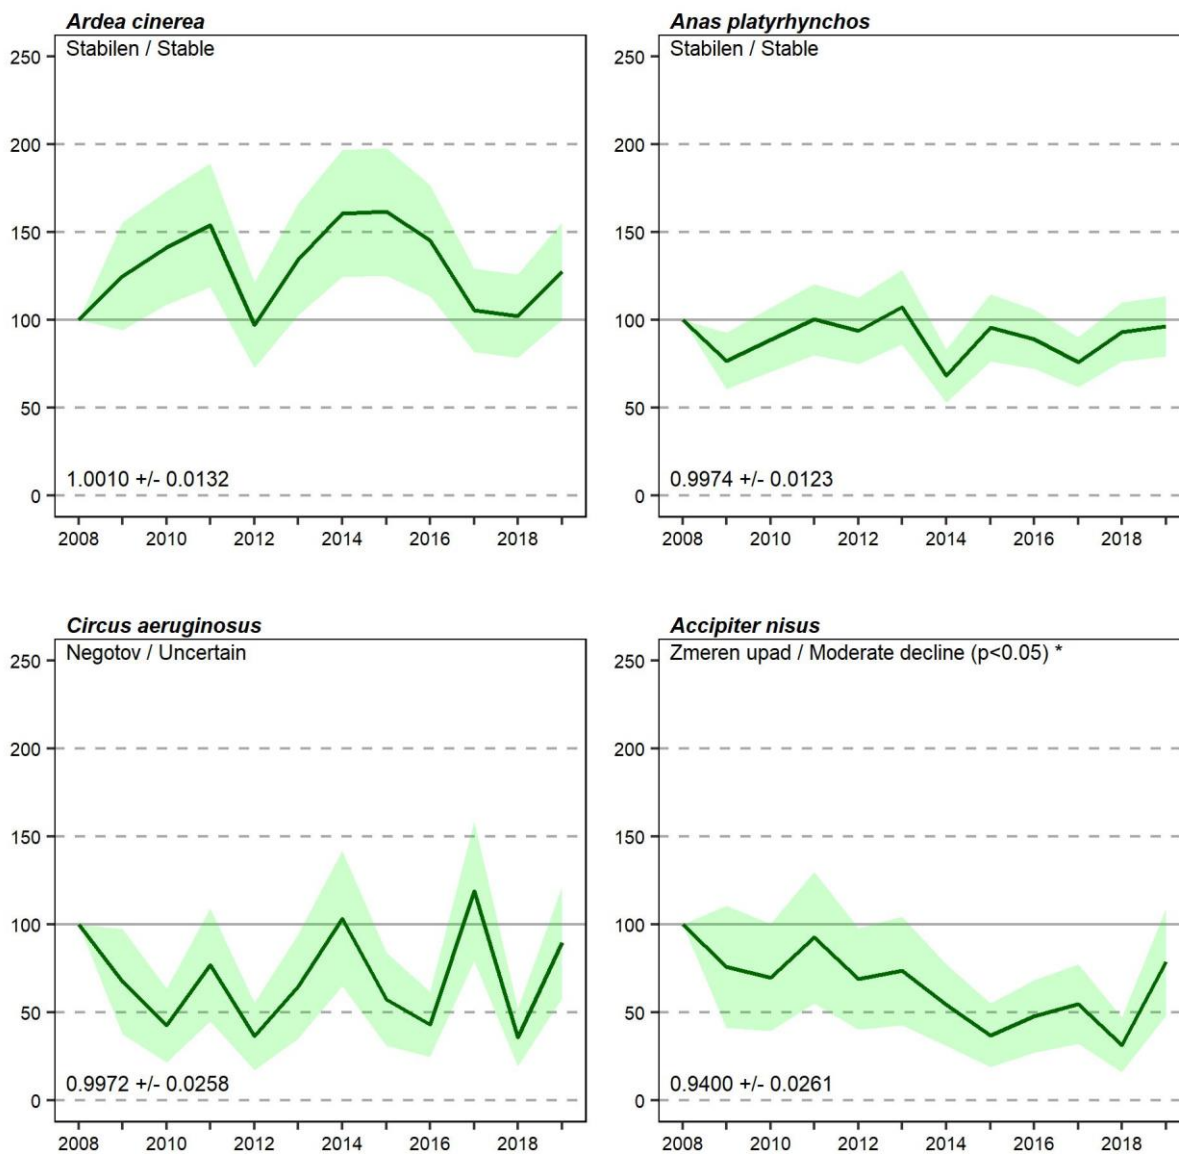 Ardea cinerea
Stabilen / Stable
250
200
150
100
50
0
1.0010 +/- 0.0132
2008 2010 2012 2014 2016 2018
Anas platyrhynchos
Stabilen / Stable
250
200
150
100
50
0
0.9974 +/- 0.0123
2008 2010 2012 2014 2016 2018
Circus aeruginosus
Negotov / Uncertain
250
200
150
100
50
0
0.9972 +/- 0.0258
2008 2010 2012 2014 2016 2018
Accipiter nisus
Zmeren upad / Moderate decline (p<0.05) *
250
200
150
100
50
0
0.9400 +/- 0.0261
2008 2010 2012 2014 2016 2018